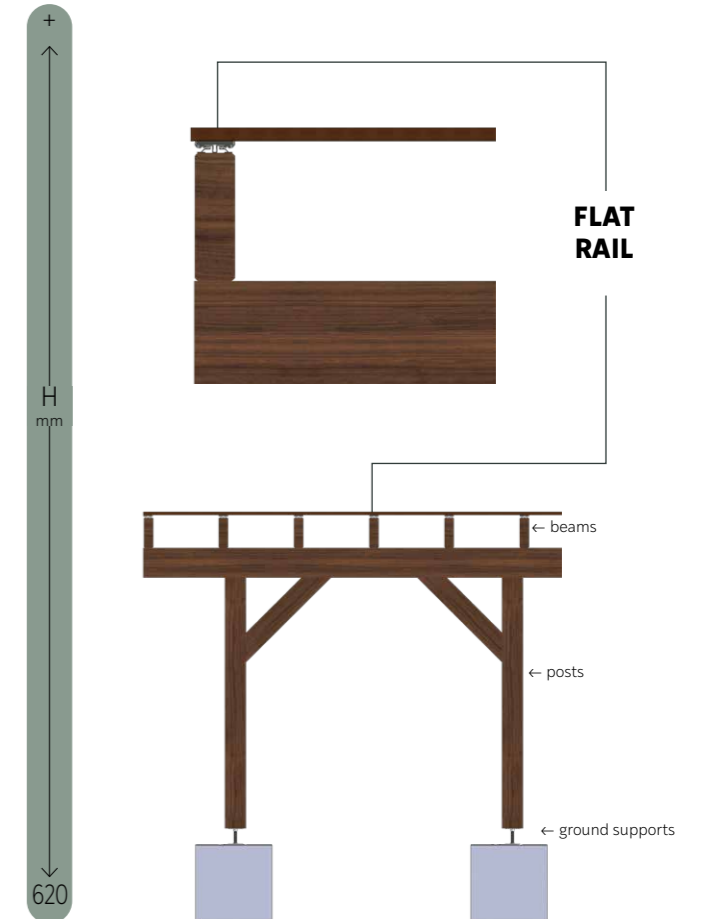 +
H
mm
620
FLAT
RAIL
← beams
← posts
← ground supports